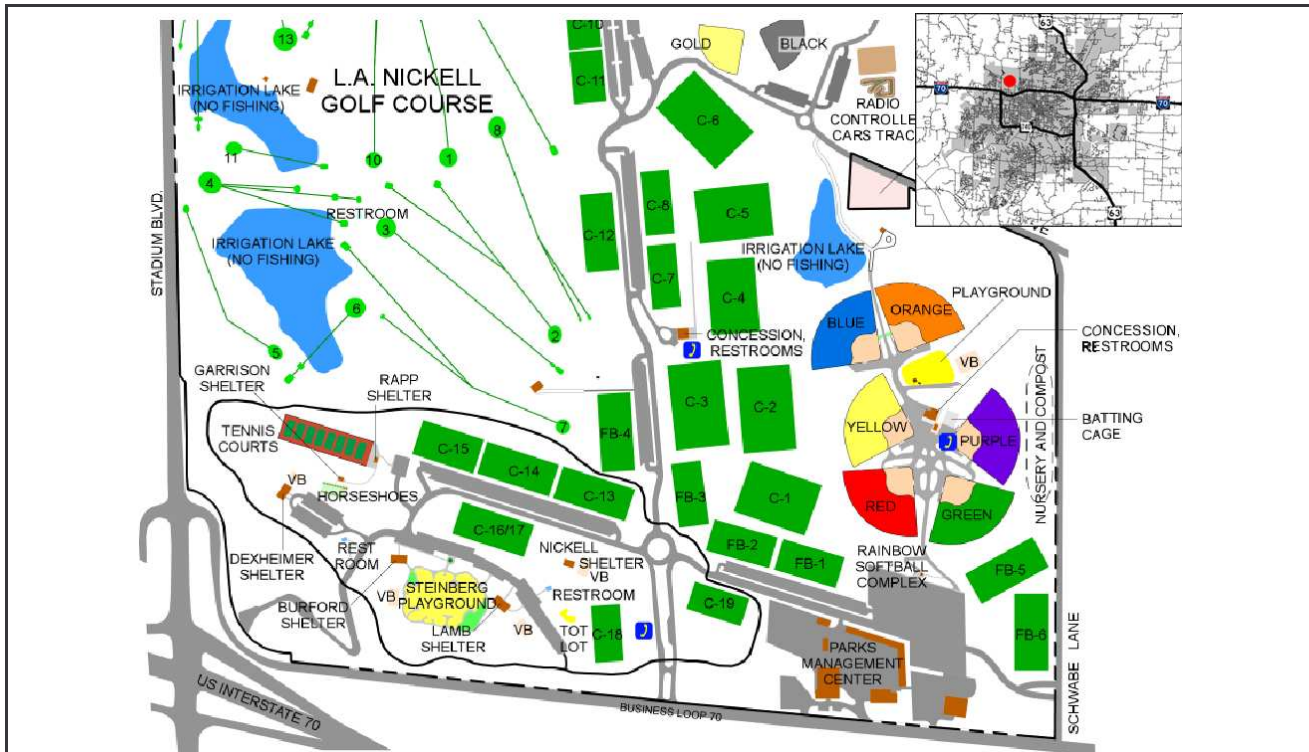 13
C-10
GOLD
BLACK
63
L.A. NICKELL
GOLF COURSE
IRRIGATION LAKE
(NO FISHING)
C-11
70
70
8
C-6
RADIO
CONTROLLE
CARS TRAC
11
10
1
4
C-8
C-5
63
RESTROOM
3
C-12
IRRIGATION LAKE
(NO FISHING)
IRRIGATION LAKE
(NO FISHING)
STADIUM BLVD.
C-7
C-4
PLAYGROUND
6
BLUE
ORANGE
2
CONCESSION,
RESTROOMS
CONCESSION,
RESTROOMS
5
VB
GARRISON
SHELTER
RAPP
SHELTER
C-3
C-2
NURSERY AND COMPOST
TENNIS
COURTS
7
FB-4
YELLOW
PURPLE
BATTING
CAGE
C-15
C-14
C-13
VB
HORSESHOES
FB-3
C-1
RED
GREEN
C-16/17
DEXHEIMER
SHELTER
REST
ROOM
NICKELL
SHELTER
VB
FB-2
FB-1
RAINBOW
SOFTBALL
COMPLEX
FB-5
BURFORD
SHELTER
VB
STEINBERG
PLAYGROUND
RESTROOM
C-19
FB-6
LAMB
SHELTER
VB
TOT
LOT
C-18
PARKS
MANAGEMENT
CENTER
SCHWABE LANE
US INTERSTATE 70
BUSINESS LOOP 70